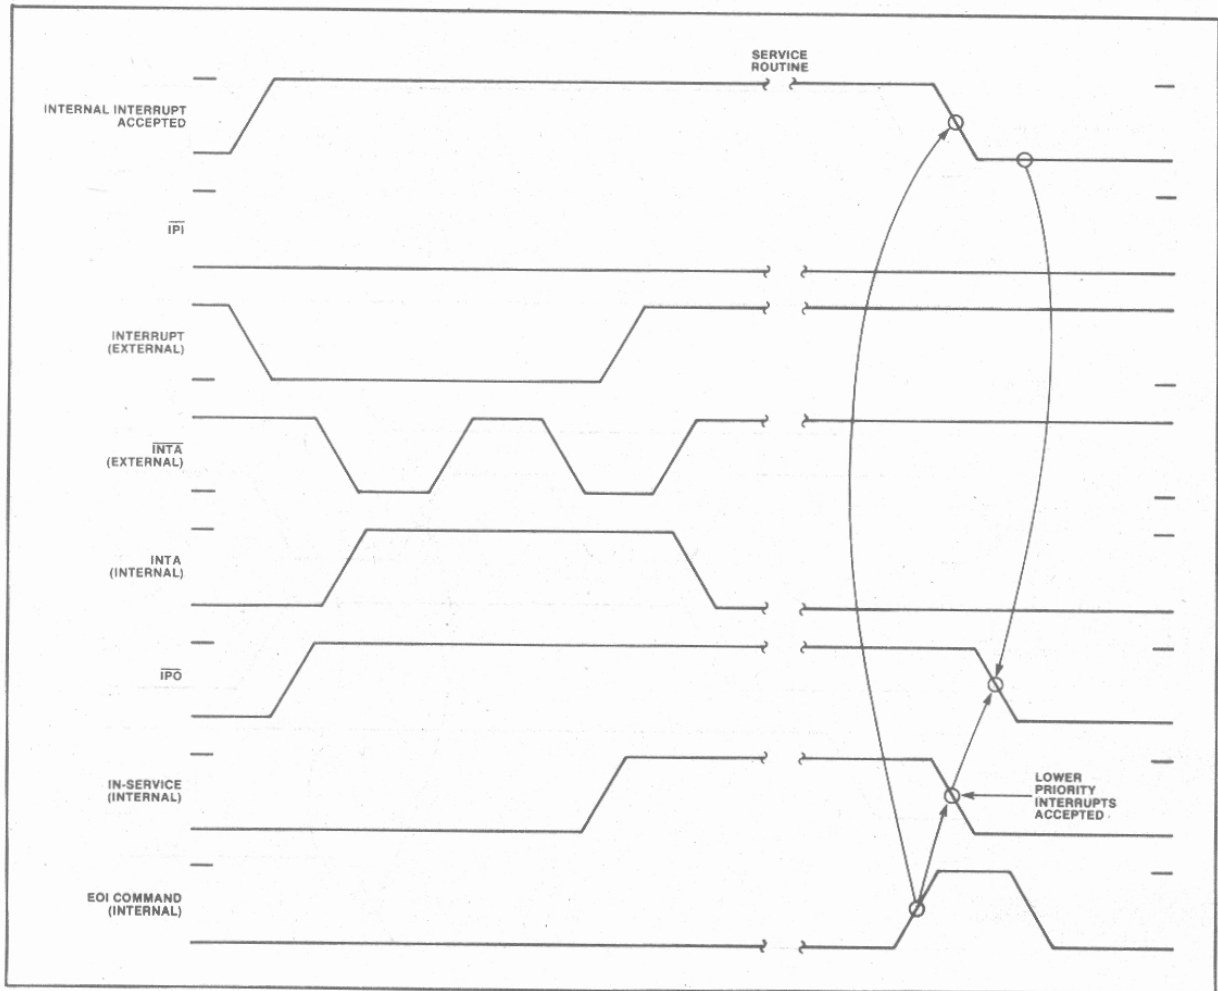 SERVICE
ROUTINE
INTERNAL INTERRUPT
ACCEPTED
IPI
INTERRUPT
(EXTERNAL)
INTA
(EXTERNAL)
INTA
(INTERNAL)
IPO
IN-SERVICE
(INTERNAL)
LOWER
PRIORITY
INTERRUPTS
ACCEPTED
EOI COMMAND
(INTERNAL)